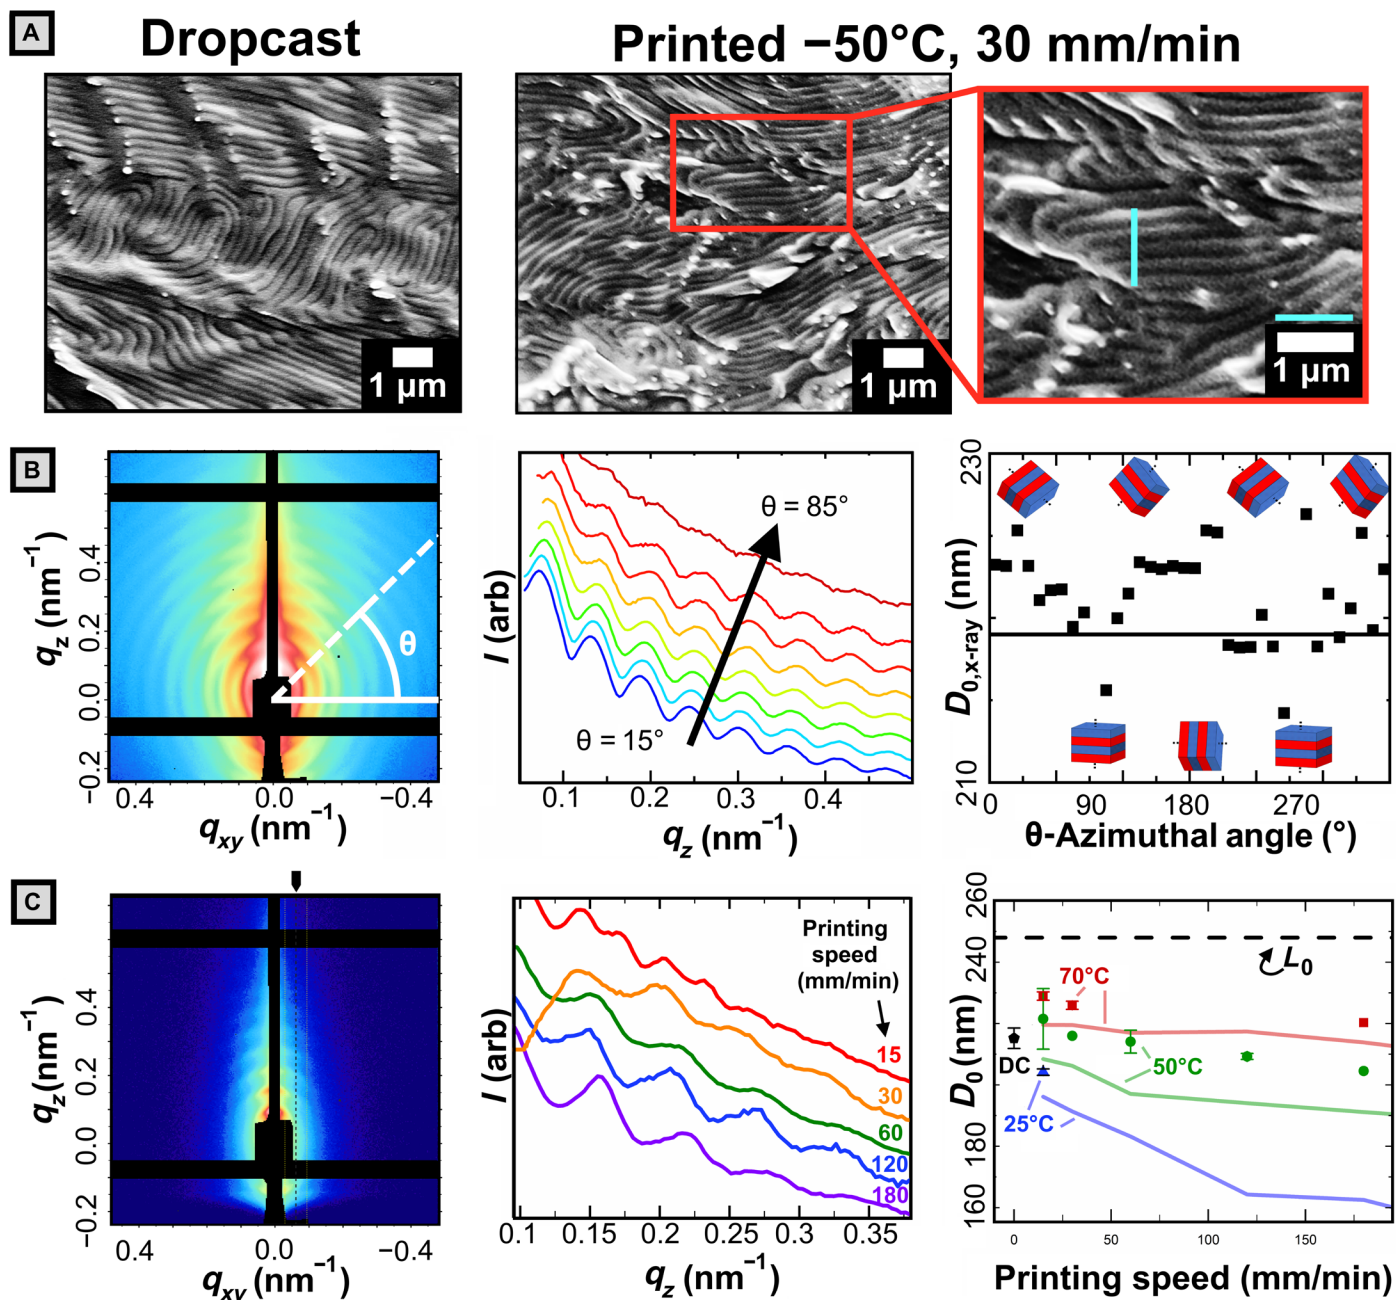 A
Dropcast
Printed −50°C, 30 mm/min
1 µm
1 µm
1 µm
B
q_z (nm⁻¹)
0.4
0.2
0.0
−0.2
θ
0.4
0.0
−0.4
q_xy (nm⁻¹)
I (arb)
θ = 85°
θ = 15°
0.1
0.2
0.3
0.4
q_z (nm⁻¹)
D_0,x-ray (nm)
230
210
0
90
180
270
θ-Azimuthal angle (°)
C
q_z (nm⁻¹)
0.4
0.2
0.0
−0.2
0.4
0.0
−0.4
q_xy (nm⁻¹)
I (arb)
Printing
speed
(mm/min)
15
30
60
120
180
0.1
0.15
0.20
0.25
0.30
0.35
q_z (nm⁻¹)
D_0 (nm)
260
240
180
160
L_0
70°C
DC
50°C
25°C
0
50
100
150
Printing speed (mm/min)